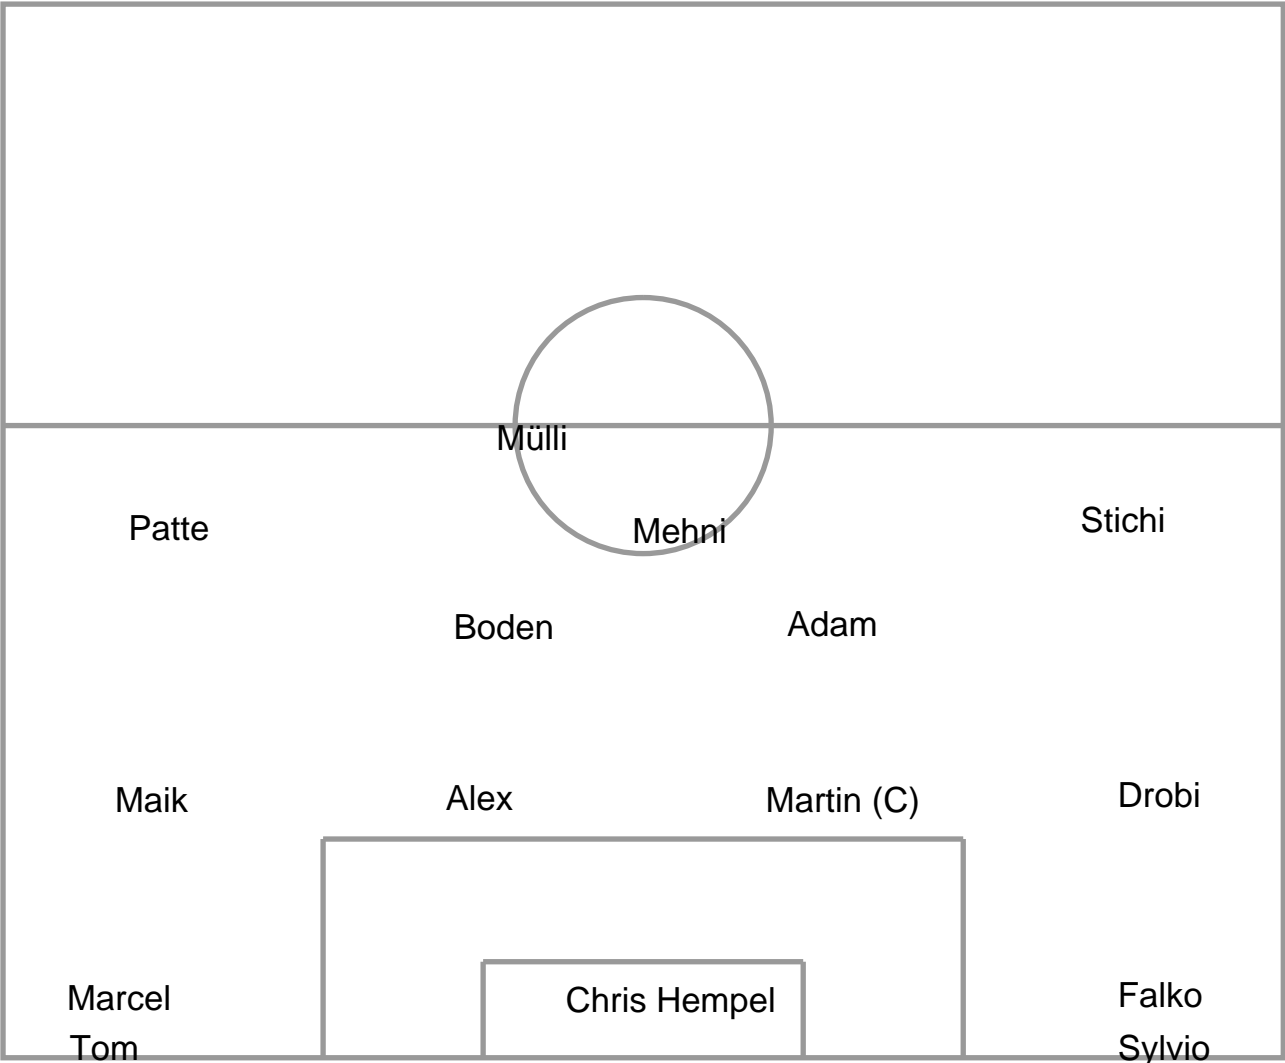 Mülli
Patte
Mehni
Stichi
Boden
Adam
Maik
Alex
Martin (C)
Drobi
Marcel
Chris Hempel
Falko
Tom
Sylvio